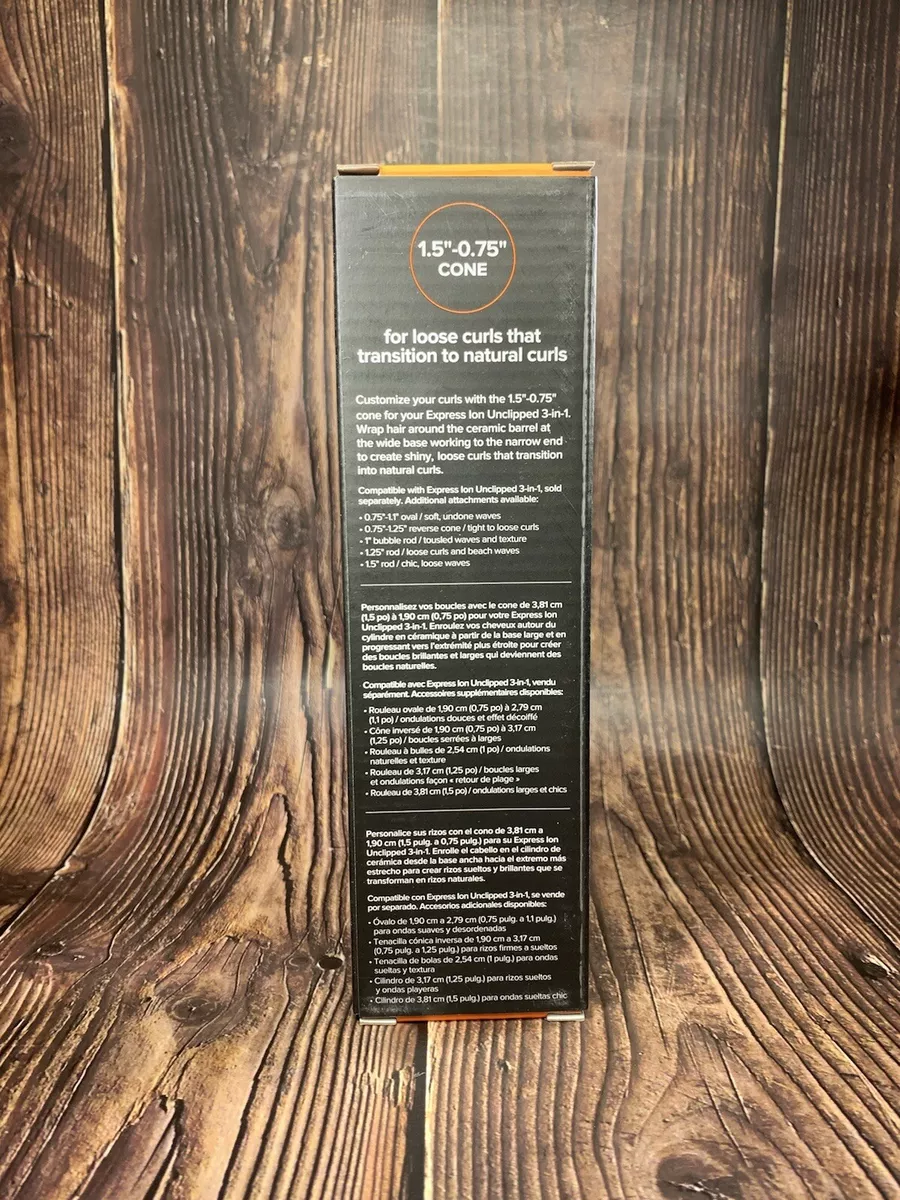 1.5"-0.75"
CONE
for loose curls that
transition to natural curls
Customize your curls with the 1.5"-0.75"
cone for your Express Ion Unclipped 3-in-1.
Wrap hair around the ceramic barrel at
the wide base working to the narrow end
to create shiny, loose curls that transition
into natural curls.
Compatible with Express Ion Unclipped 3-in-1, sold
separately. Additional attachments available:
• 0.75"-1.1" oval / soft, undone waves
• 0.75"-1.25" reverse cone / tight to loose curls
• 1" bubble rod / tousled waves and texture
• 1.25" rod / loose curls and beach waves
• 1.5" rod / chic, loose waves
Personnalisez vos boucles avec le cone de 3,81 cm
(1,5 po) à 1,90 cm (0,75 po) pour votre Express Ion
Unclipped 3-in-1. Enroulez vos cheveux autour du
cylindre en céramique à partir de la base large et en
progressant vers l'extrémité plus étroite pour créer
des boucles brillantes et larges qui deviennent des
boucles naturelles.
Compatible avec Express Ion Unclipped 3-in-1, vendu
séparément. Accessoires supplémentaires disponibles:
• Rouleau ovale de 1,90 cm (0,75 po) à 2,79 cm
(1,1 po) / ondulations douces et effet décoiffé
• Cône inversé de 1,90 cm (0,75 po) à 3,17 cm
(1,25 po) / boucles serrées à larges
• Rouleau à bulles de 2,54 cm (1 po) / ondulations
naturelles et texture
• Rouleau de 3,17 cm (1,25 po) / boucles larges
et ondulations façon « retour de plage »
• Rouleau de 3,81 cm (1,5 po) / ondulations larges et chics
Personalice sus rizos con el cono de 3,81 cm a
1,90 cm (1,5 pulg. a 0,75 pulg.) para su Express Ion
Unclipped 3-in-1. Enrolle el cabello en el cilindro de
cerámica desde la base ancha hacia el extremo más
estrecho para crear rizos sueltos y brillantes que se
transforman en rizos naturales.
Compatible con Express Ion Unclipped 3-in-1, se vende
por separado. Accesorios adicionales disponibles:
• Óvalo de 1,90 cm a 2,79 cm (0,75 pulg. a 1,1 pulg.)
para ondas suaves y desordenadas
• Tenacilla cónica inversa de 1,90 cm a 3,17 cm
(0,75 pulg. a 1,25 pulg.) para rizos firmes a sueltos
• Tenacilla de bolas de 2,54 cm (1 pulg.) para ondas
sueltas y textura
• Cilindro de 3,17 cm (1,25 pulg.) para rizos sueltos
y ondas playeras
• Cilindro de 3,81 cm (1,5 pulg.) para ondas sueltas chic